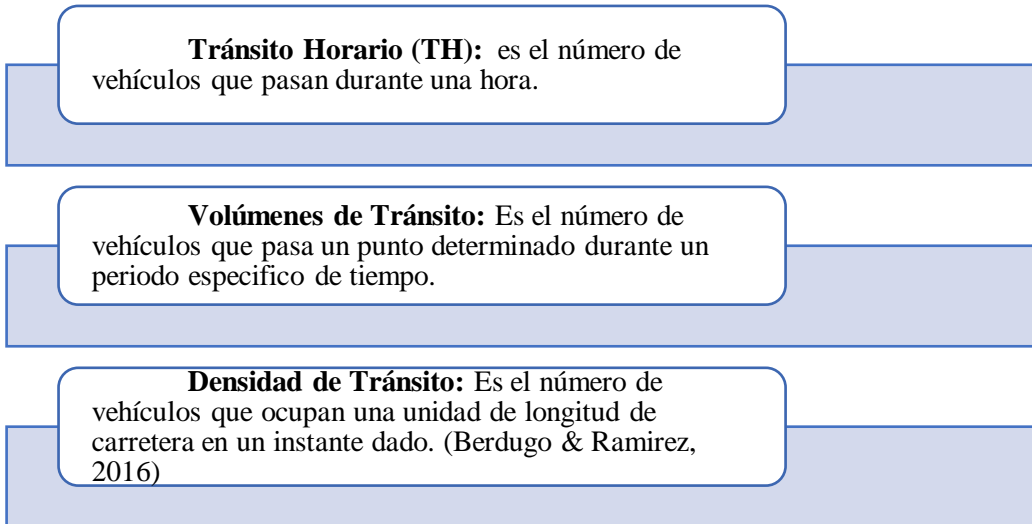 Tránsito Horario (TH): es el número de
vehículos que pasan durante una hora.
Volúmenes de Tránsito: Es el número de
vehículos que pasa un punto determinado durante un
periodo especifico de tiempo.
Densidad de Tránsito: Es el número de
vehículos que ocupan una unidad de longitud de
carretera en un instante dado. (Berdugo & Ramirez,
2016)